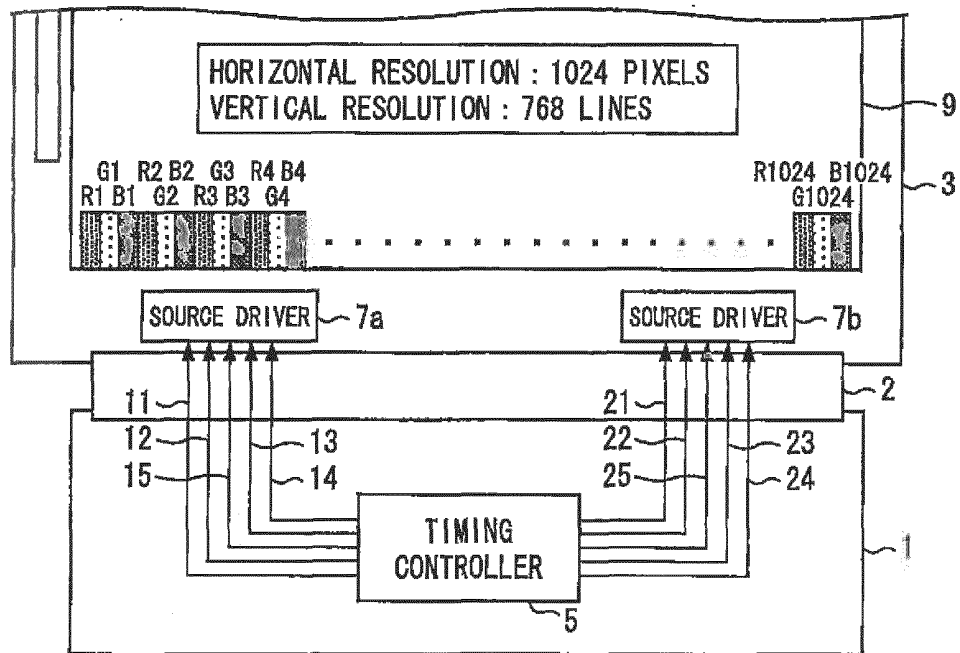 HORIZONTAL RESOLUTION : 1024 PIXELS
VERTICAL RESOLUTION : 768 LINES
9
G1 R2 B2 G3 R4 B4
R1 B1 G2 R3 B3 G4
R1024 B1024
G1024
3
SOURCE DRIVER
7a
SOURCE DRIVER
7b
2
11
12
15
13
14
21
22
25
23
24
TIMING
CONTROLLER
5
1